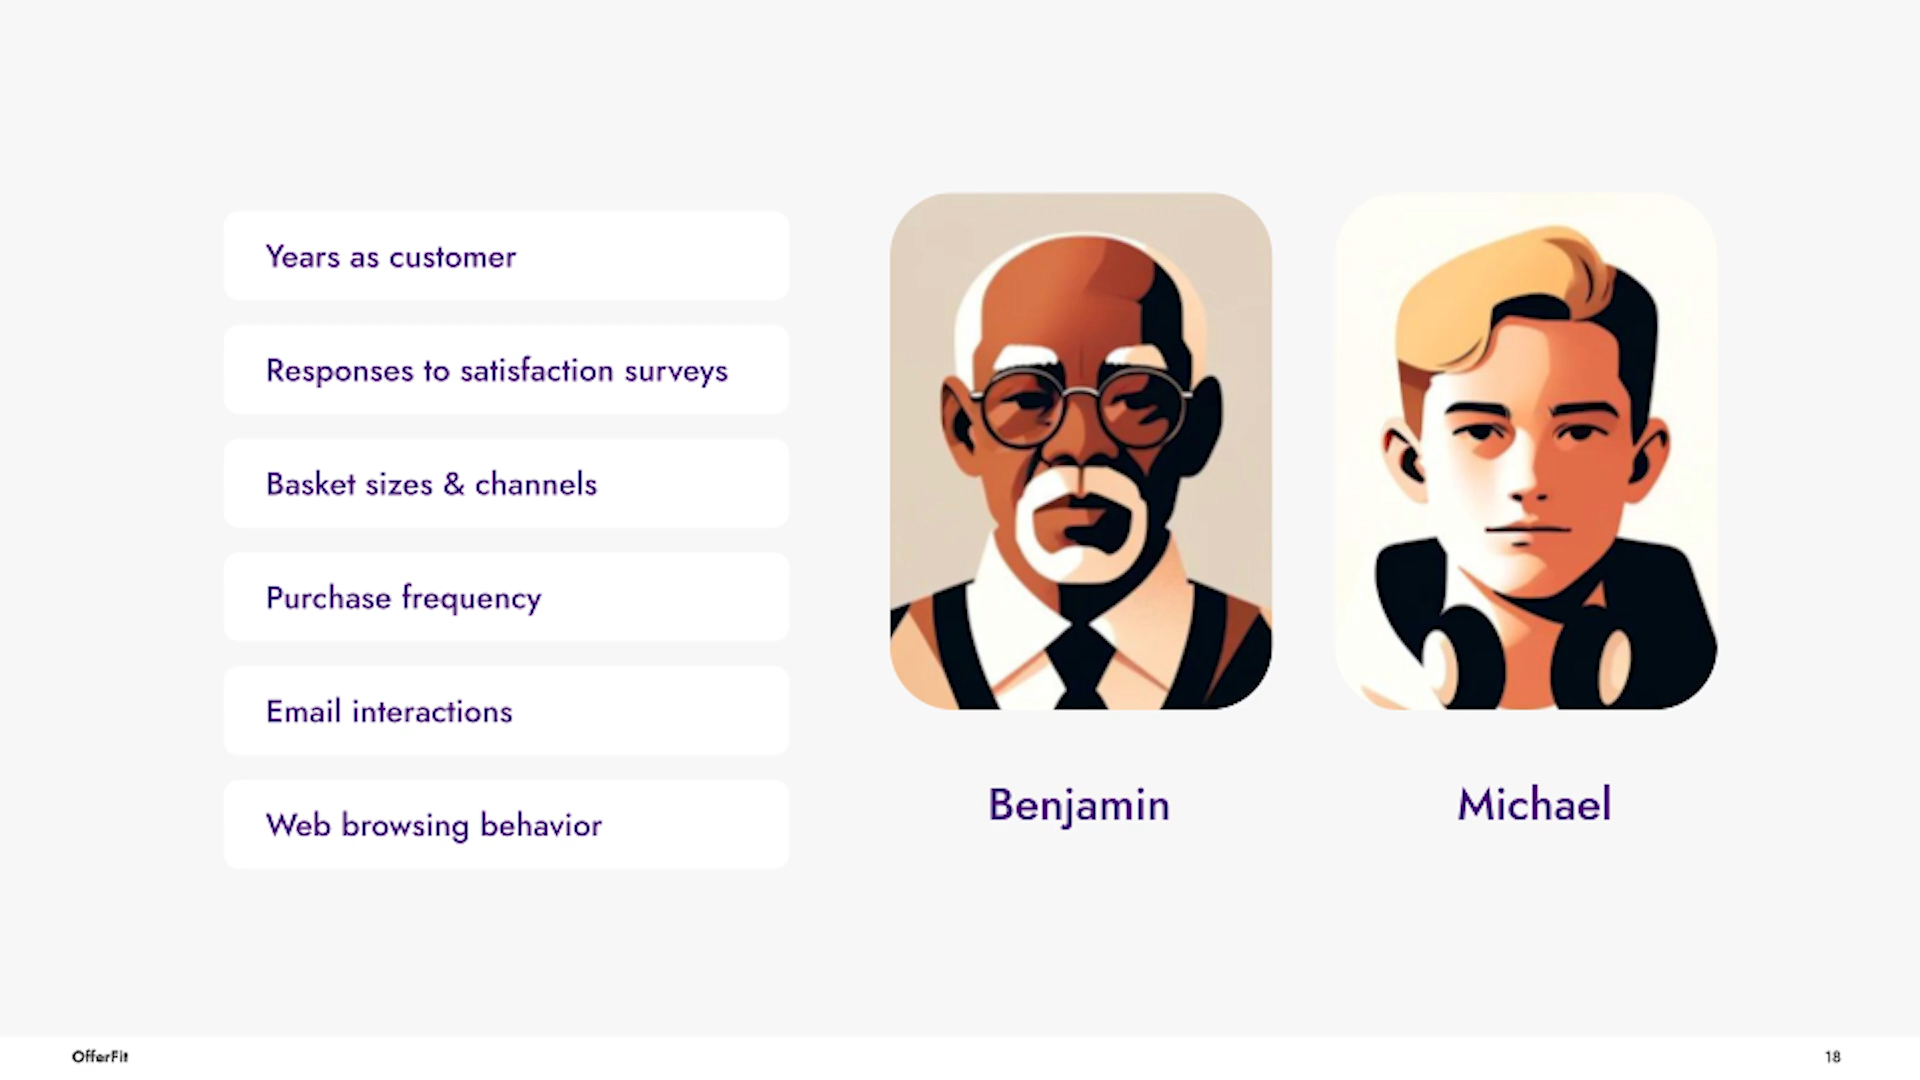 Years as customer
Responses to satisfaction surveys
Basket sizes & channels
Purchase frequency
Email interactions
Web browsing behavior
Benjamin
Michael
OfferFit
18